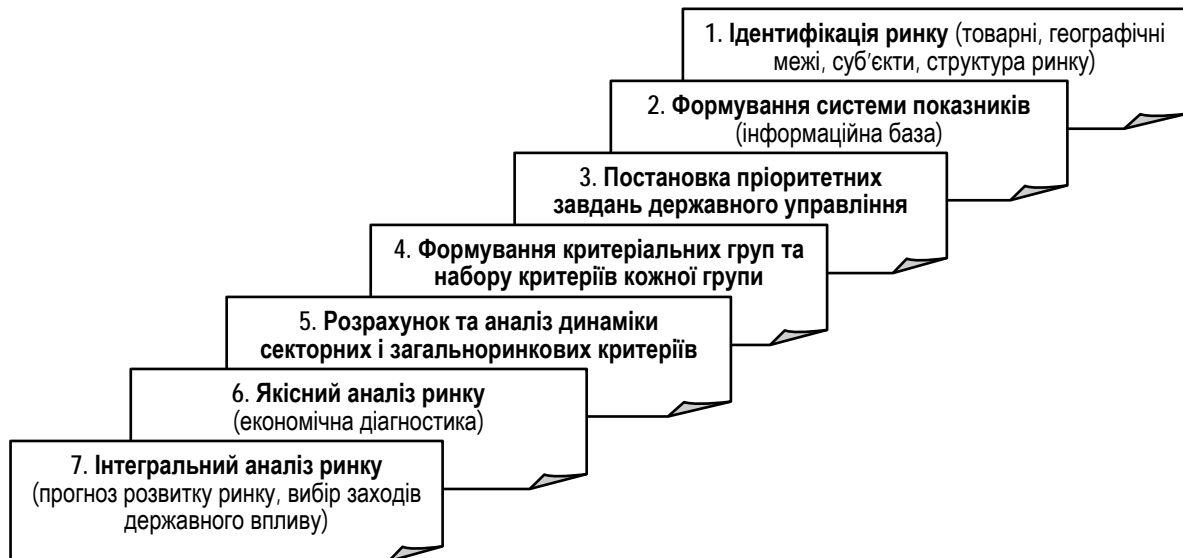 1. Ідентифікація ринку (товарні, географічні
межі, суб'єкти, структура ринку)
2. Формування системи показників
(інформаційна база)
3. Постановка пріоритетних
завдань державного управління
4. Формування критеріальних груп та
набору критеріїв кожної групи
5. Розрахунок та аналіз динаміки
секторних і загальноринкових критеріїв
6. Якісний аналіз ринку
(економічна діагностика)
7. Інтегральний аналіз ринку
(прогноз розвитку ринку, вибір заходів
державного впливу)